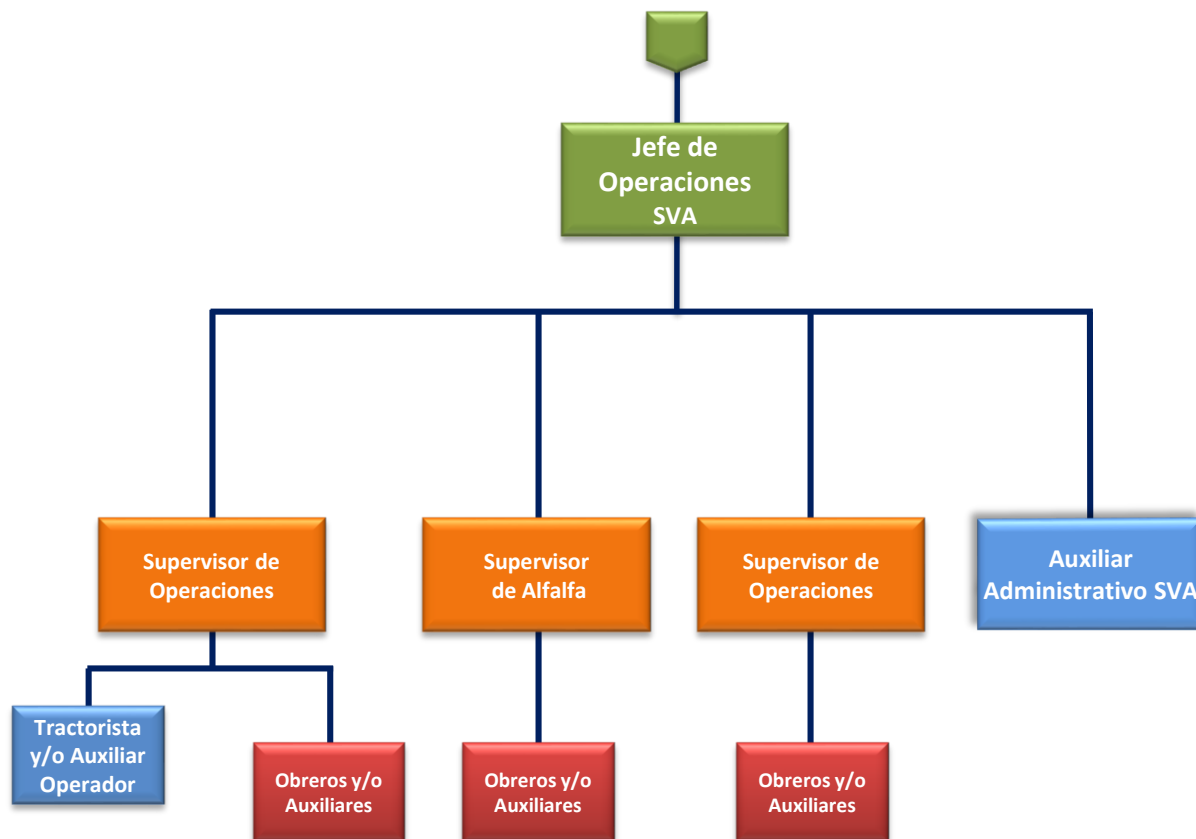 Jefe de
Operaciones
SVA
Supervisor de
Operaciones
Supervisor
de Alfalfa
Supervisor de
Operaciones
Auxiliar
Administrativo SVA
Tractorista
y/o Auxiliar
Operador
Obreros y/o
Auxiliares
Obreros y/o
Auxiliares
Obreros y/o
Auxiliares